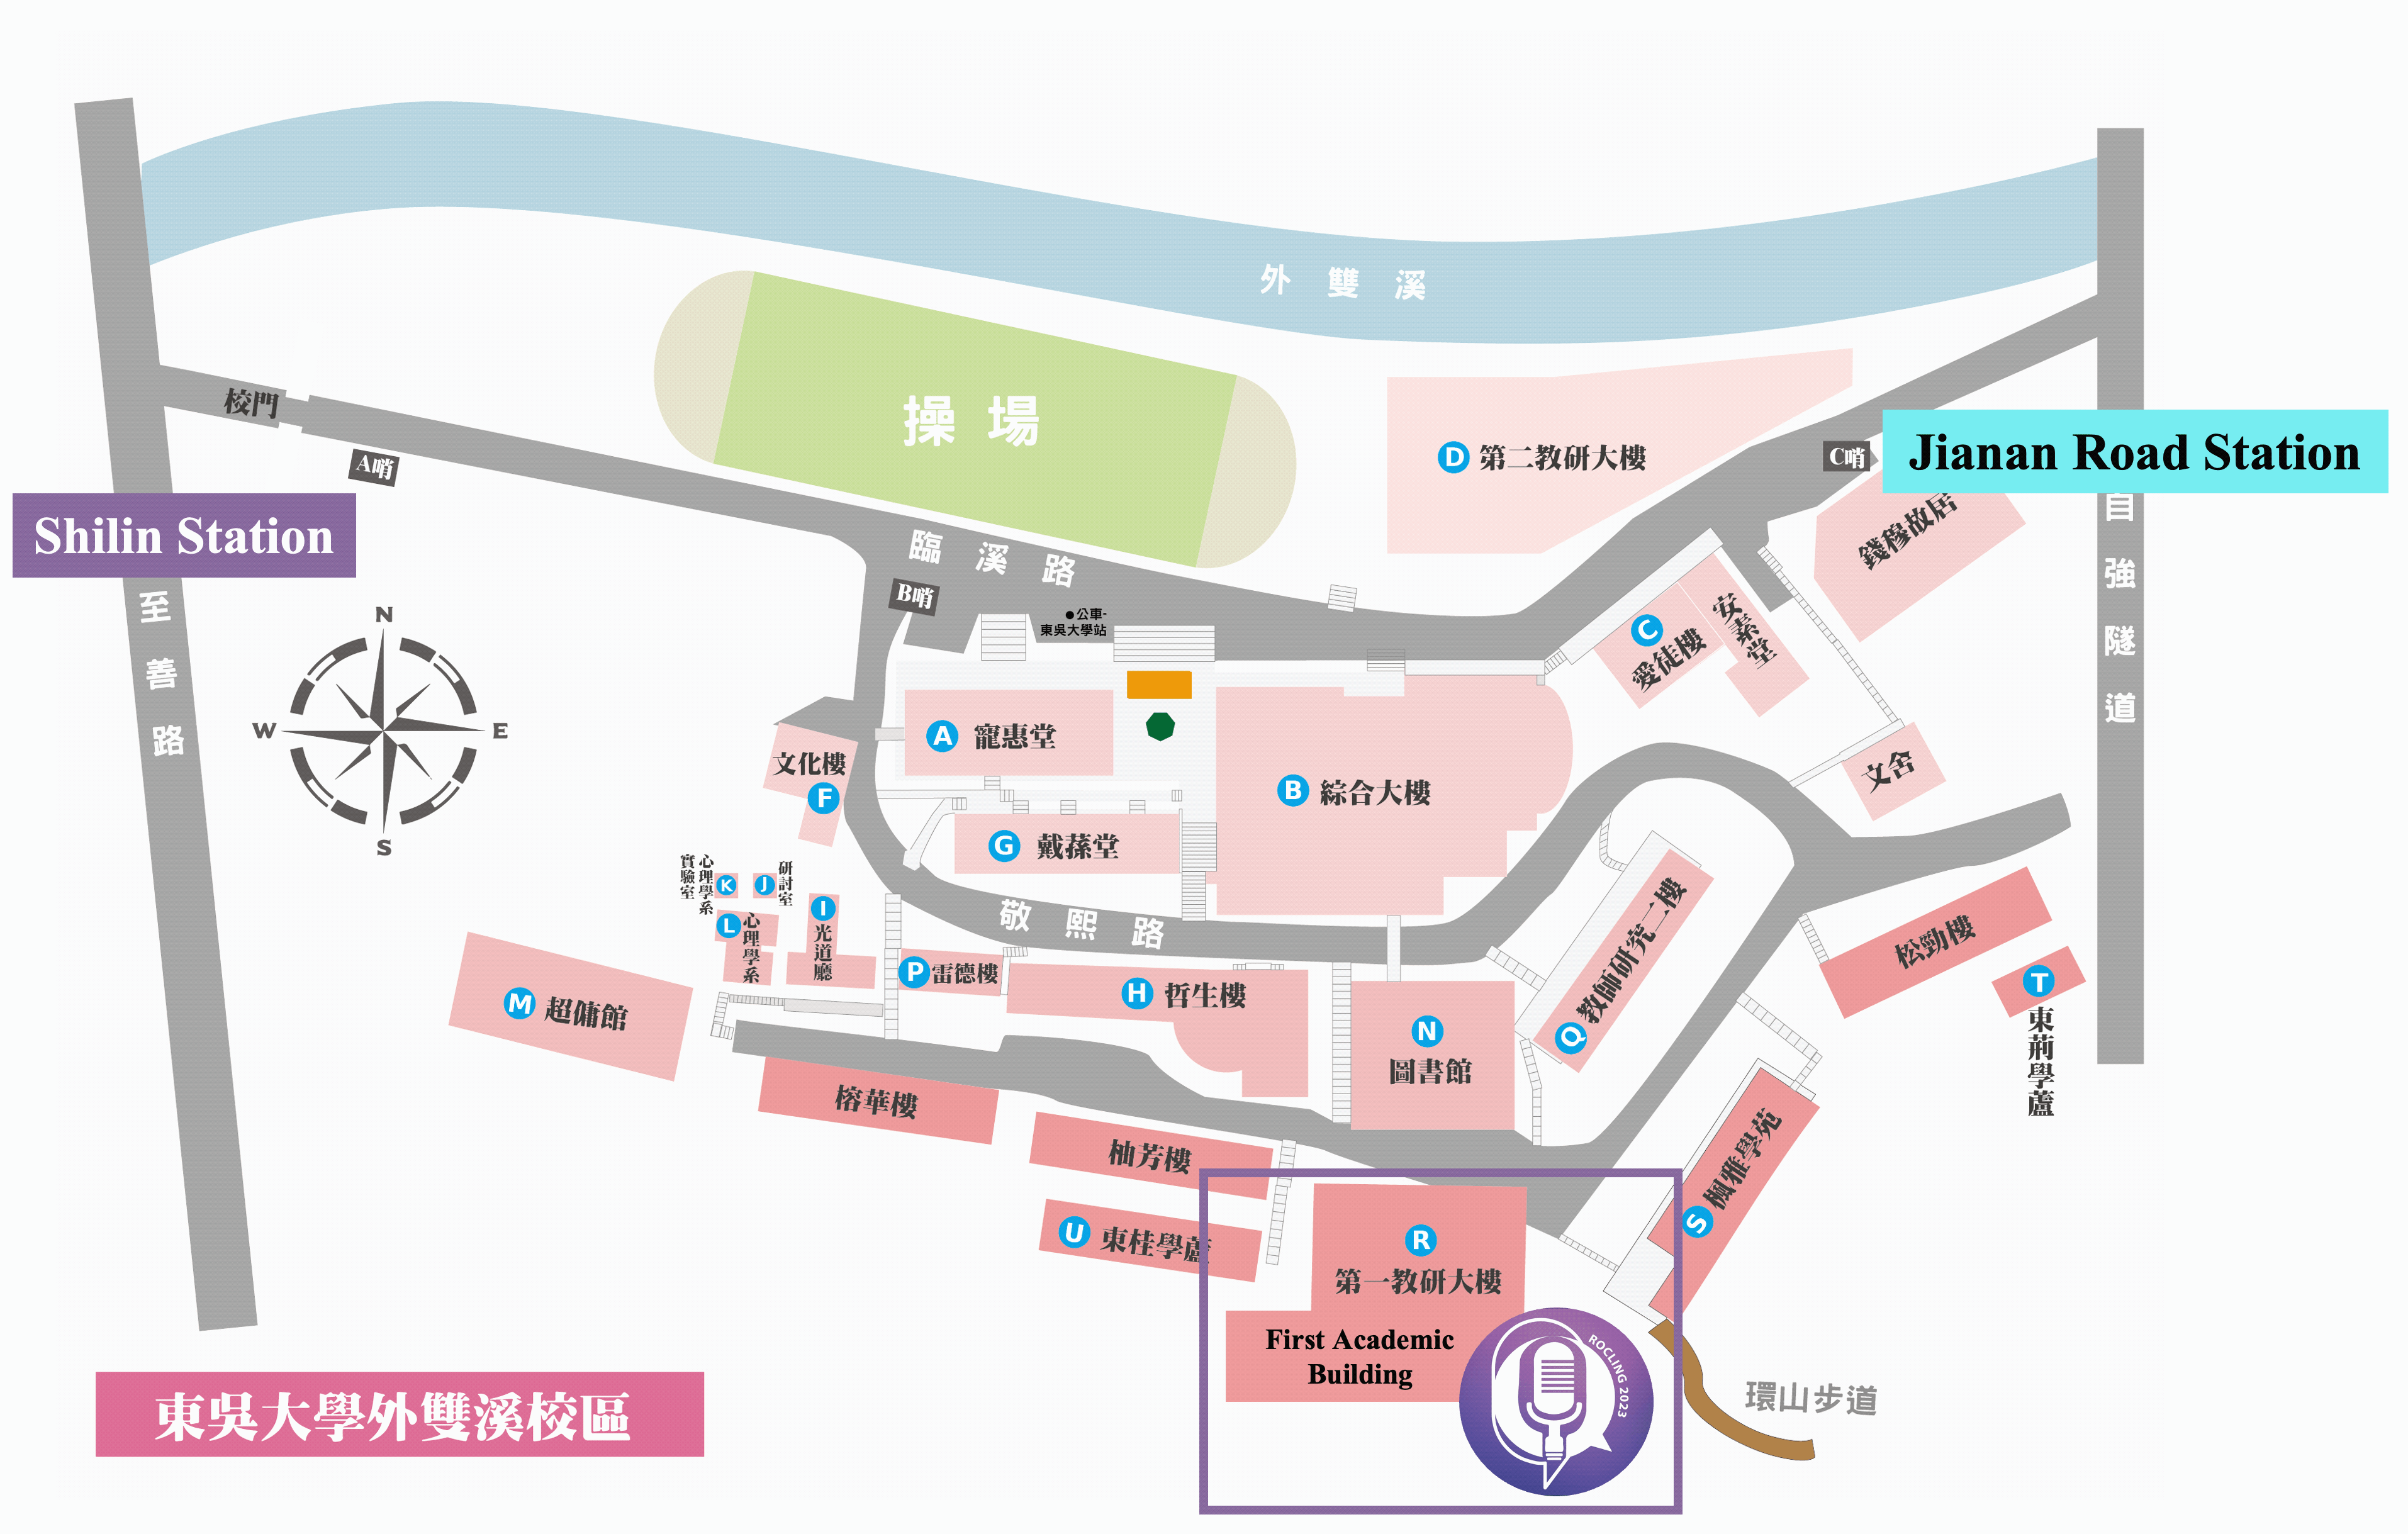 外雙溪
操場
校門
A哨
D 第二教研大樓
C哨
Jianan Road Station
Shilin Station
至善路
自強隧道
錢穆故居
臨溪路
B哨
公車-
東吳大學站
N
W
E
S
C
愛徒樓
安素堂
A 寵惠堂
文化樓
F
B 綜合大樓
文舍
G 戴蓀堂
心理學系
實驗室
K
J
研討室
L
心理學系
I
光道廳
敬熙路
M 超庸館
P 雷德樓
H 哲生樓
N
圖書館
Q 教師研究二樓
松勁樓
T
東荊學廬
榕華樓
柚芳樓
U 東桂學廬
S 楓雅學苑
R
第一教研大樓
First Academic
Building
ROCLING 2023
環山步道
東吳大學外雙溪校區